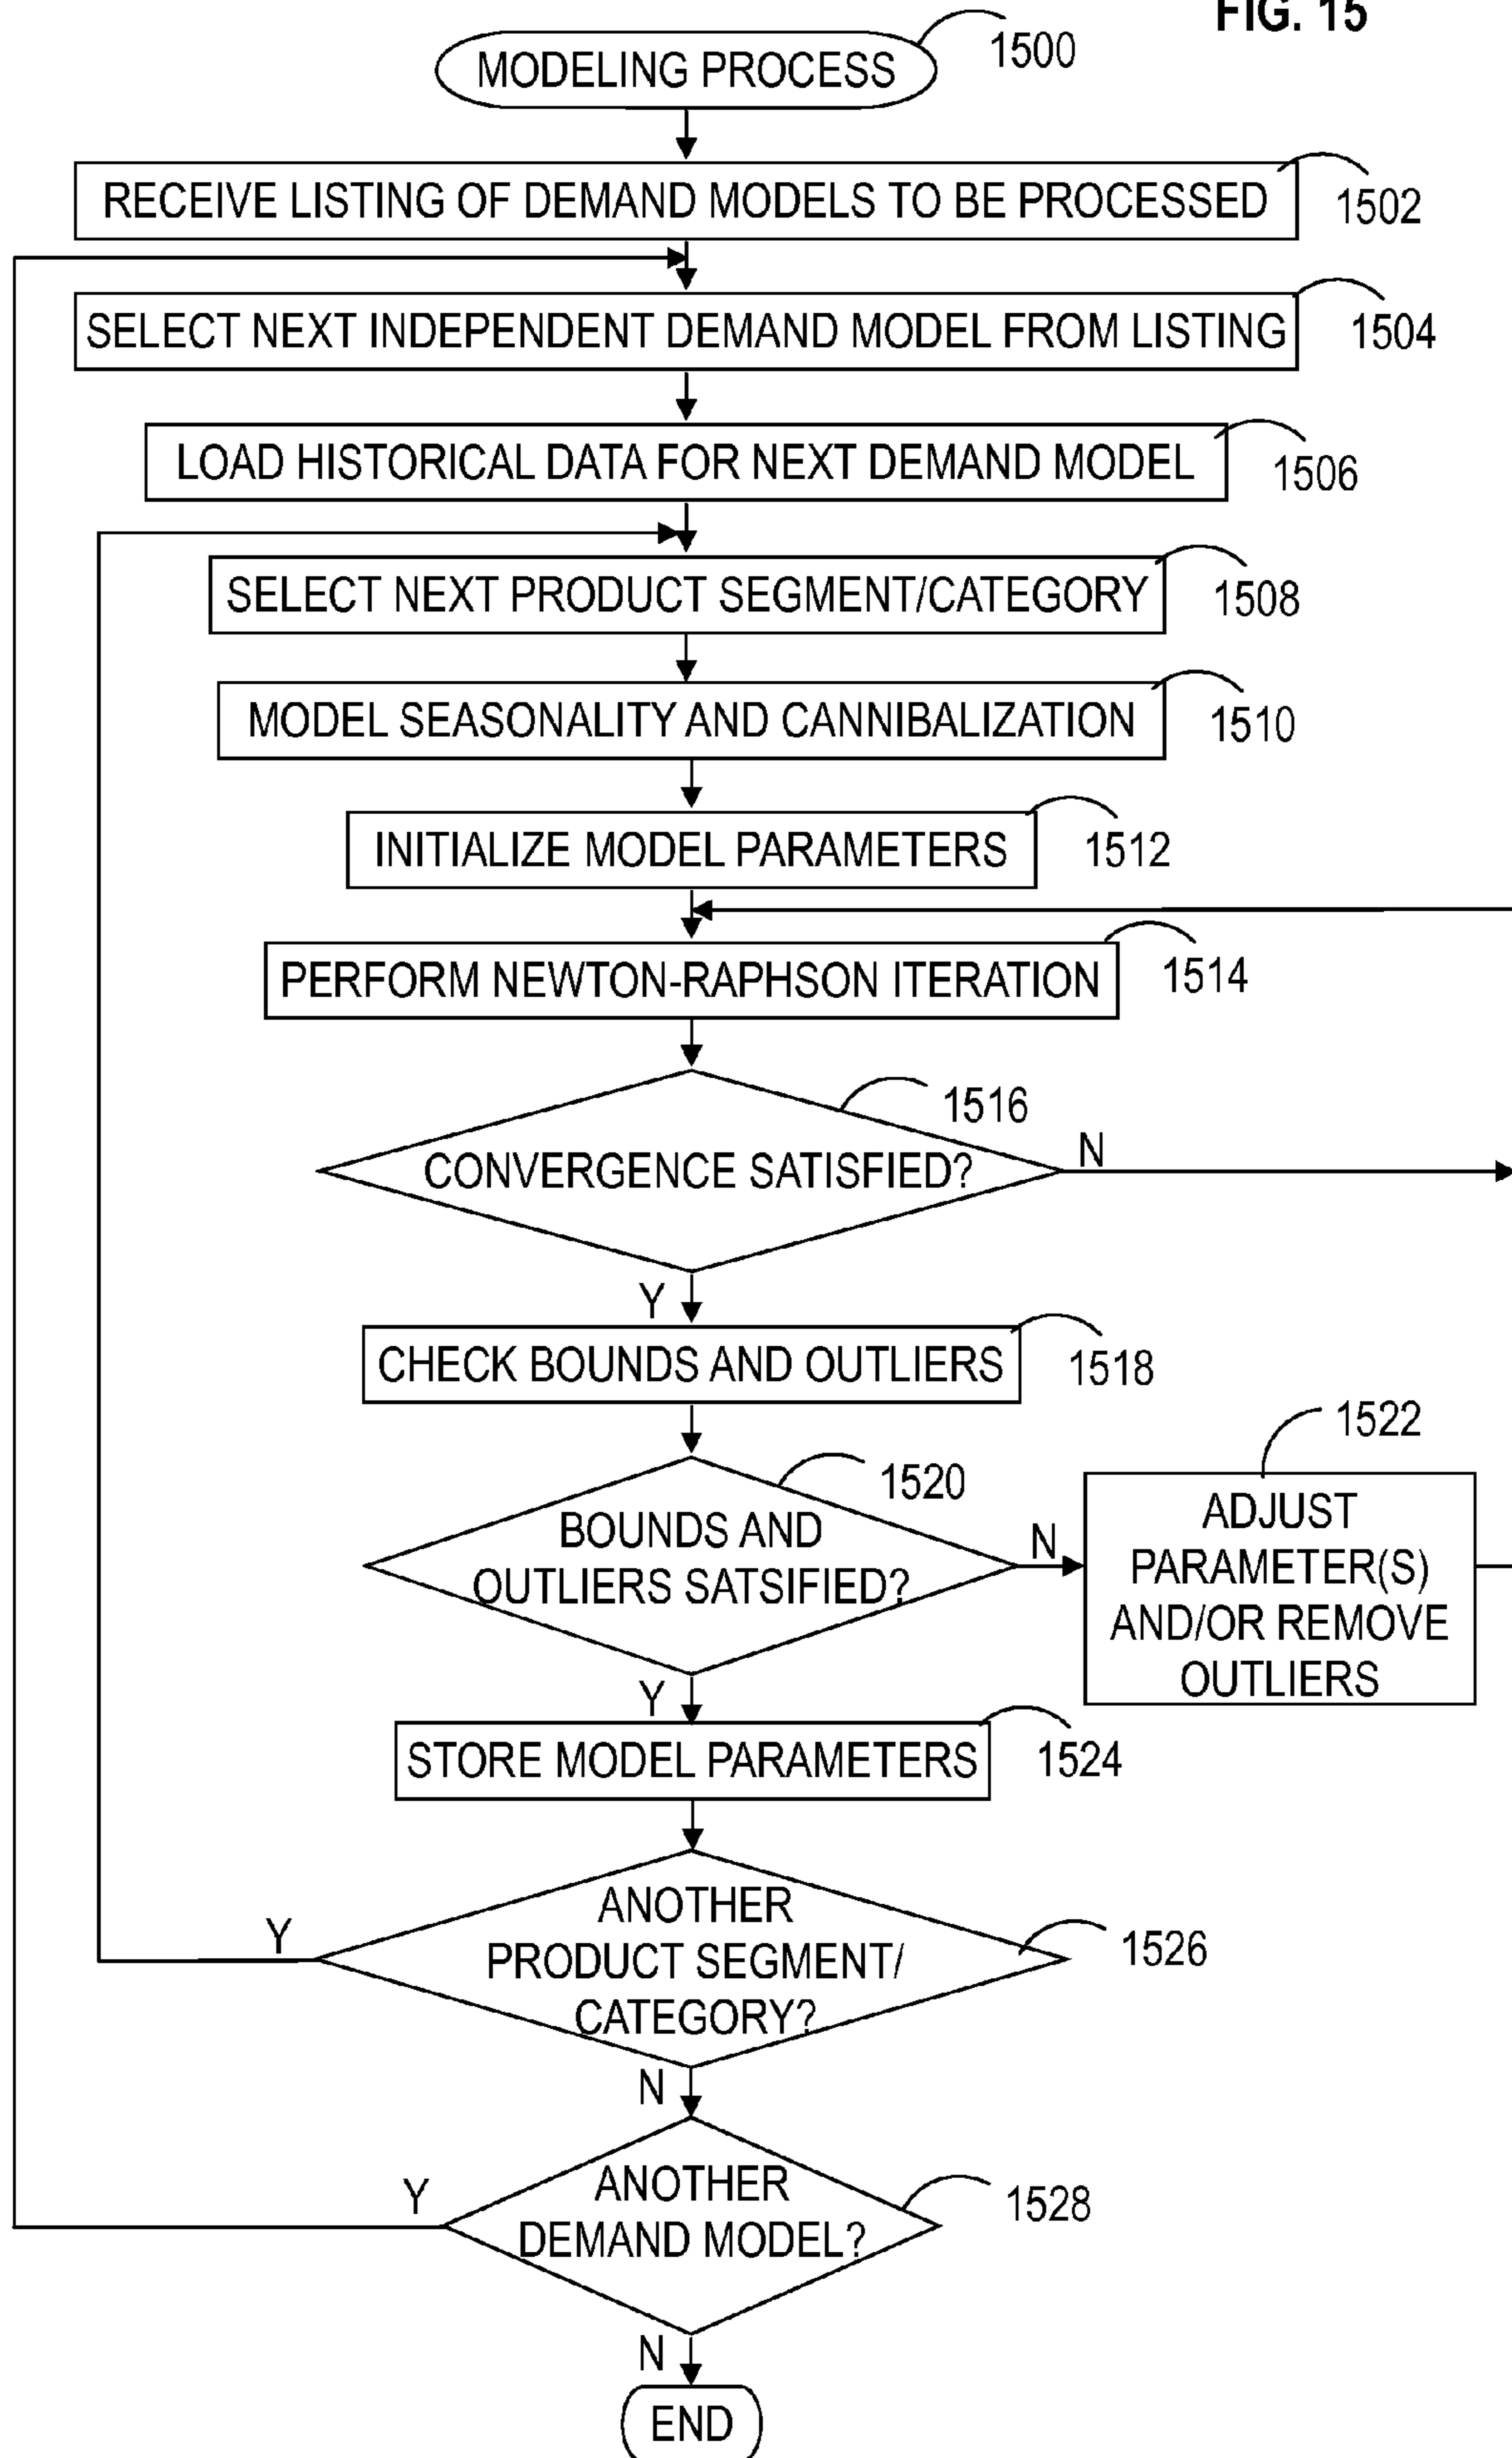 FIG. 15
MODELING PROCESS
1500
RECEIVE LISTING OF DEMAND MODELS TO BE PROCESSED
1502
SELECT NEXT INDEPENDENT DEMAND MODEL FROM LISTING
1504
LOAD HISTORICAL DATA FOR NEXT DEMAND MODEL
1506
SELECT NEXT PRODUCT SEGMENT/CATEGORY
1508
MODEL SEASONALITY AND CANNIBALIZATION
1510
INITIALIZE MODEL PARAMETERS
1512
PERFORM NEWTON-RAPHSON ITERATION
1514
1516
CONVERGENCE SATISFIED?
N
Y
CHECK BOUNDS AND OUTLIERS
1518
1520
BOUNDS AND
OUTLIERS SATSIFIED?
N
1522
ADJUST
PARAMETER(S)
AND/OR REMOVE
OUTLIERS
Y
STORE MODEL PARAMETERS
1524
ANOTHER
PRODUCT SEGMENT/
CATEGORY?
1526
Y
N
ANOTHER
DEMAND MODEL?
1528
Y
N
END